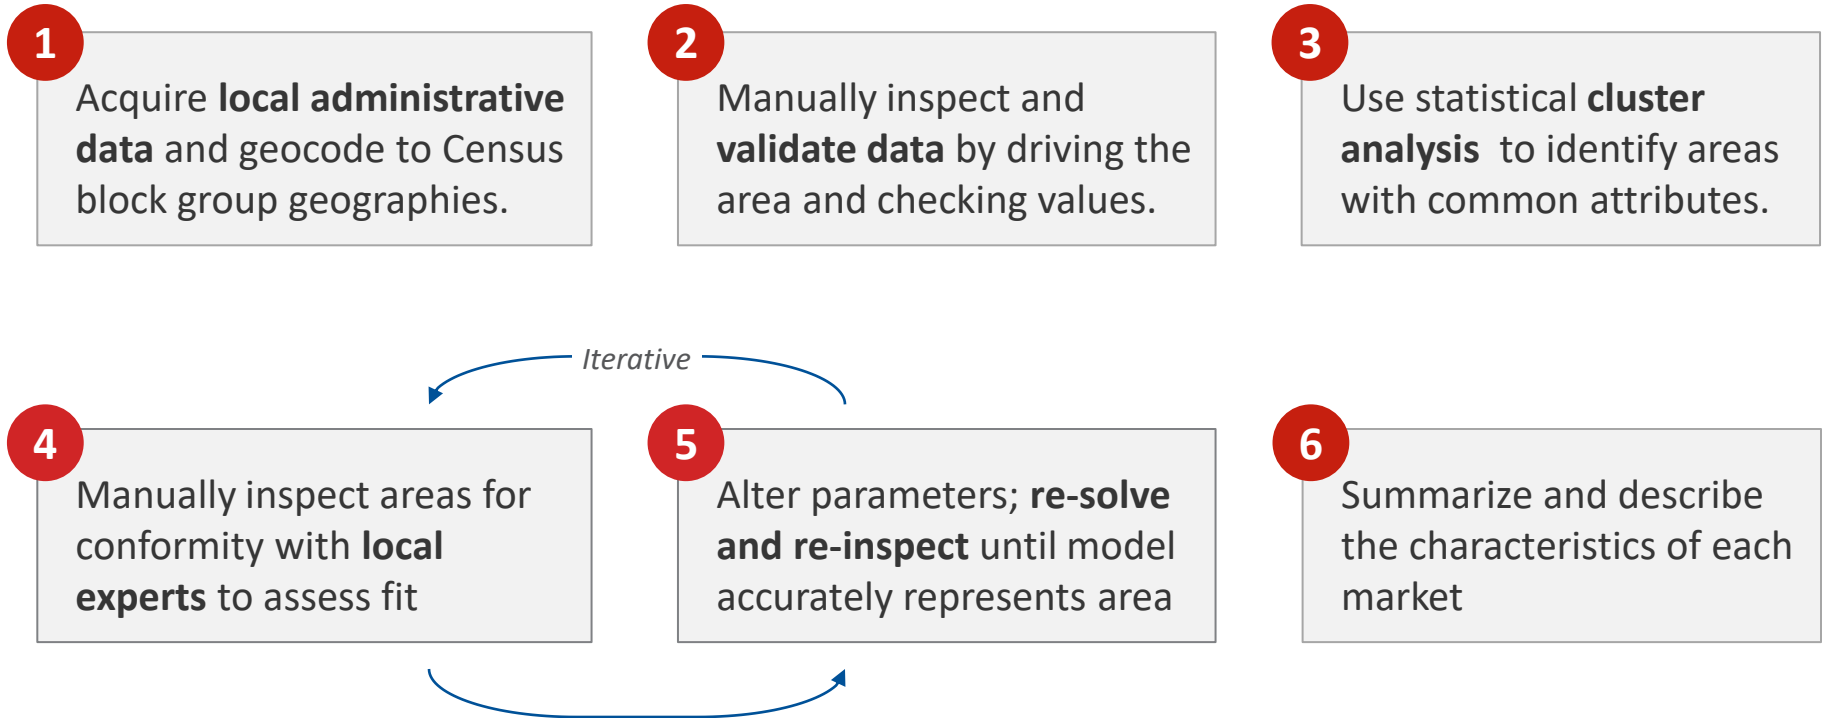 1
Acquire local administrative
data and geocode to Census
block group geographies.
2
Manually inspect and
validate data by driving the
area and checking values.
3
Use statistical cluster
analysis  to identify areas
with common attributes.
Iterative
4
Manually inspect areas for
conformity with local
experts to assess fit
5
Alter parameters; re-solve
and re-inspect until model
accurately represents area
6
Summarize and describe
the characteristics of each
market